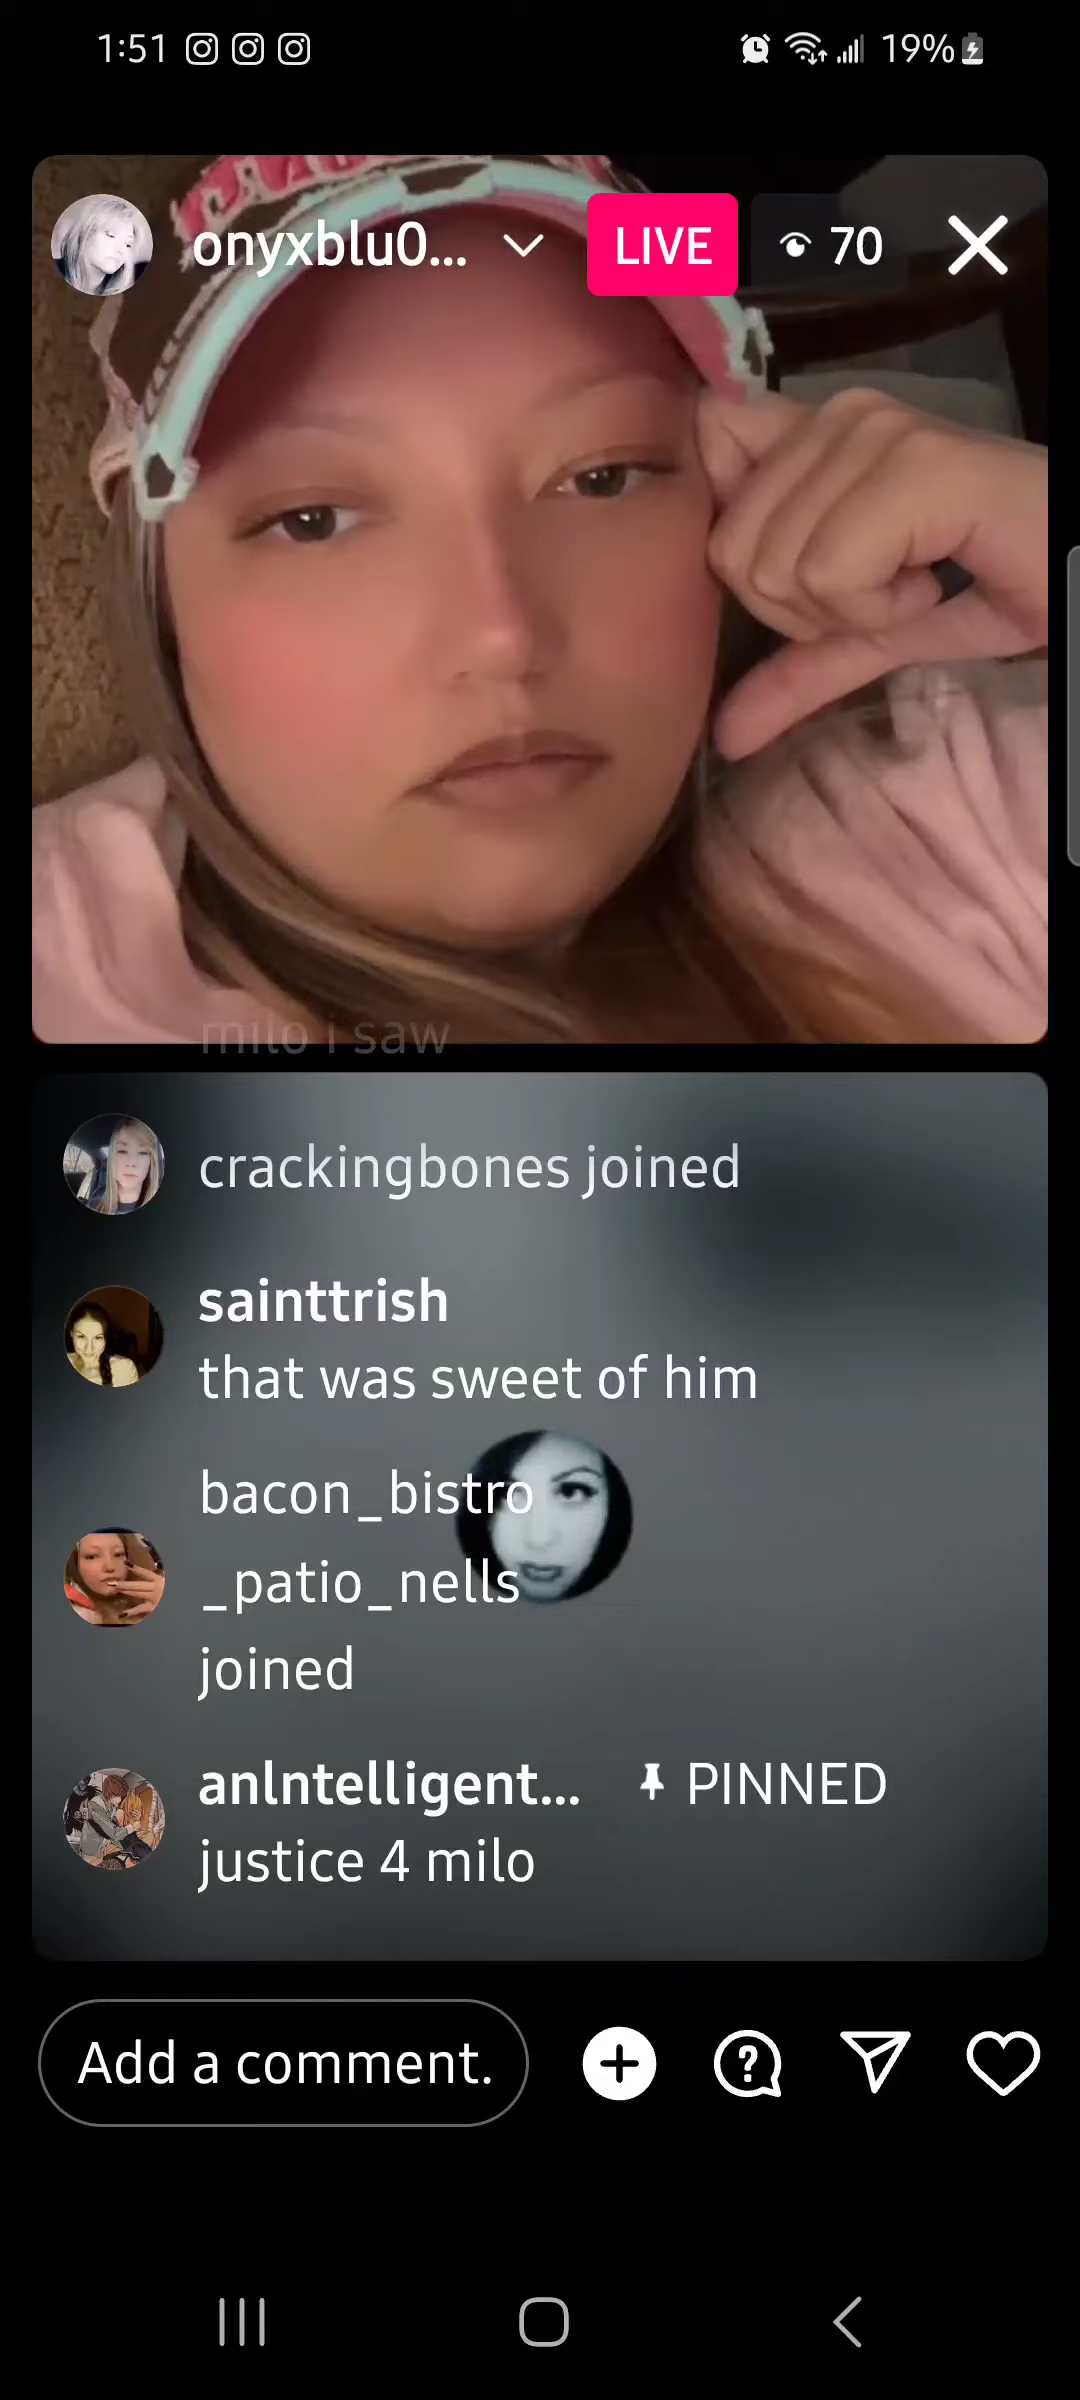 1:51
19%
onyxblu0...
LIVE
70
milo i saw
crackingbones joined
sainttrish
that was sweet of him
bacon_bistro
_patio_nells
joined
anlntelligent...
PINNED
justice 4 milo
Add a comment.